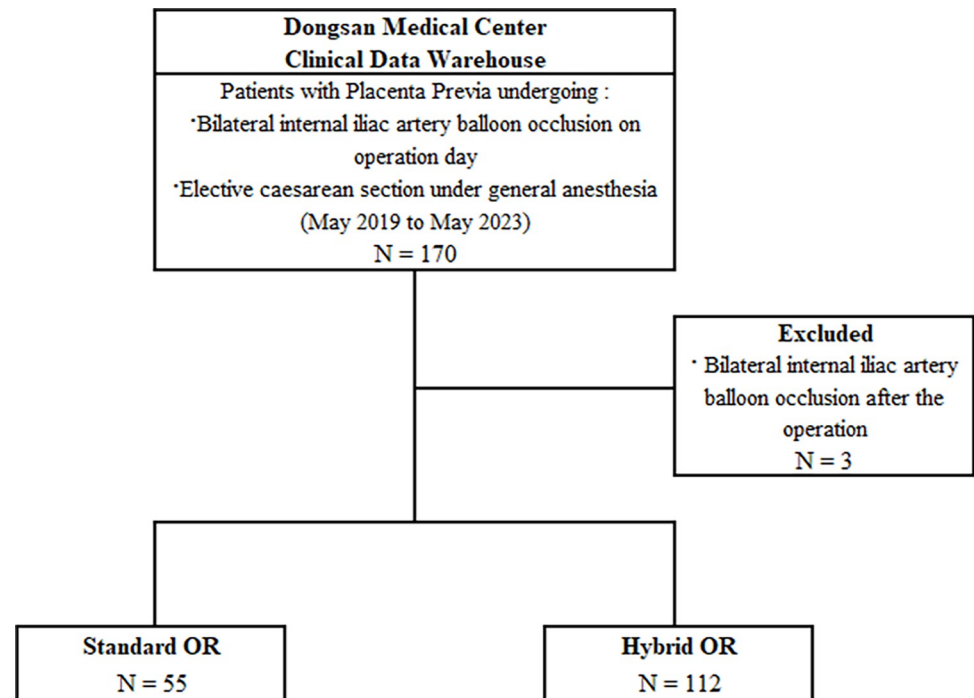 Dongsan Medical Center
Clinical Data Warehouse
Patients with Placenta Previa undergoing :
·Bilateral internal iliac artery balloon occlusion on
operation day
·Elective caesarean section under general anesthesia
(May 2019 to May 2023)
N = 170
Excluded
· Bilateral internal iliac artery
balloon occlusion after the
operation
N = 3
Standard OR
N = 55
Hybrid OR
N = 112